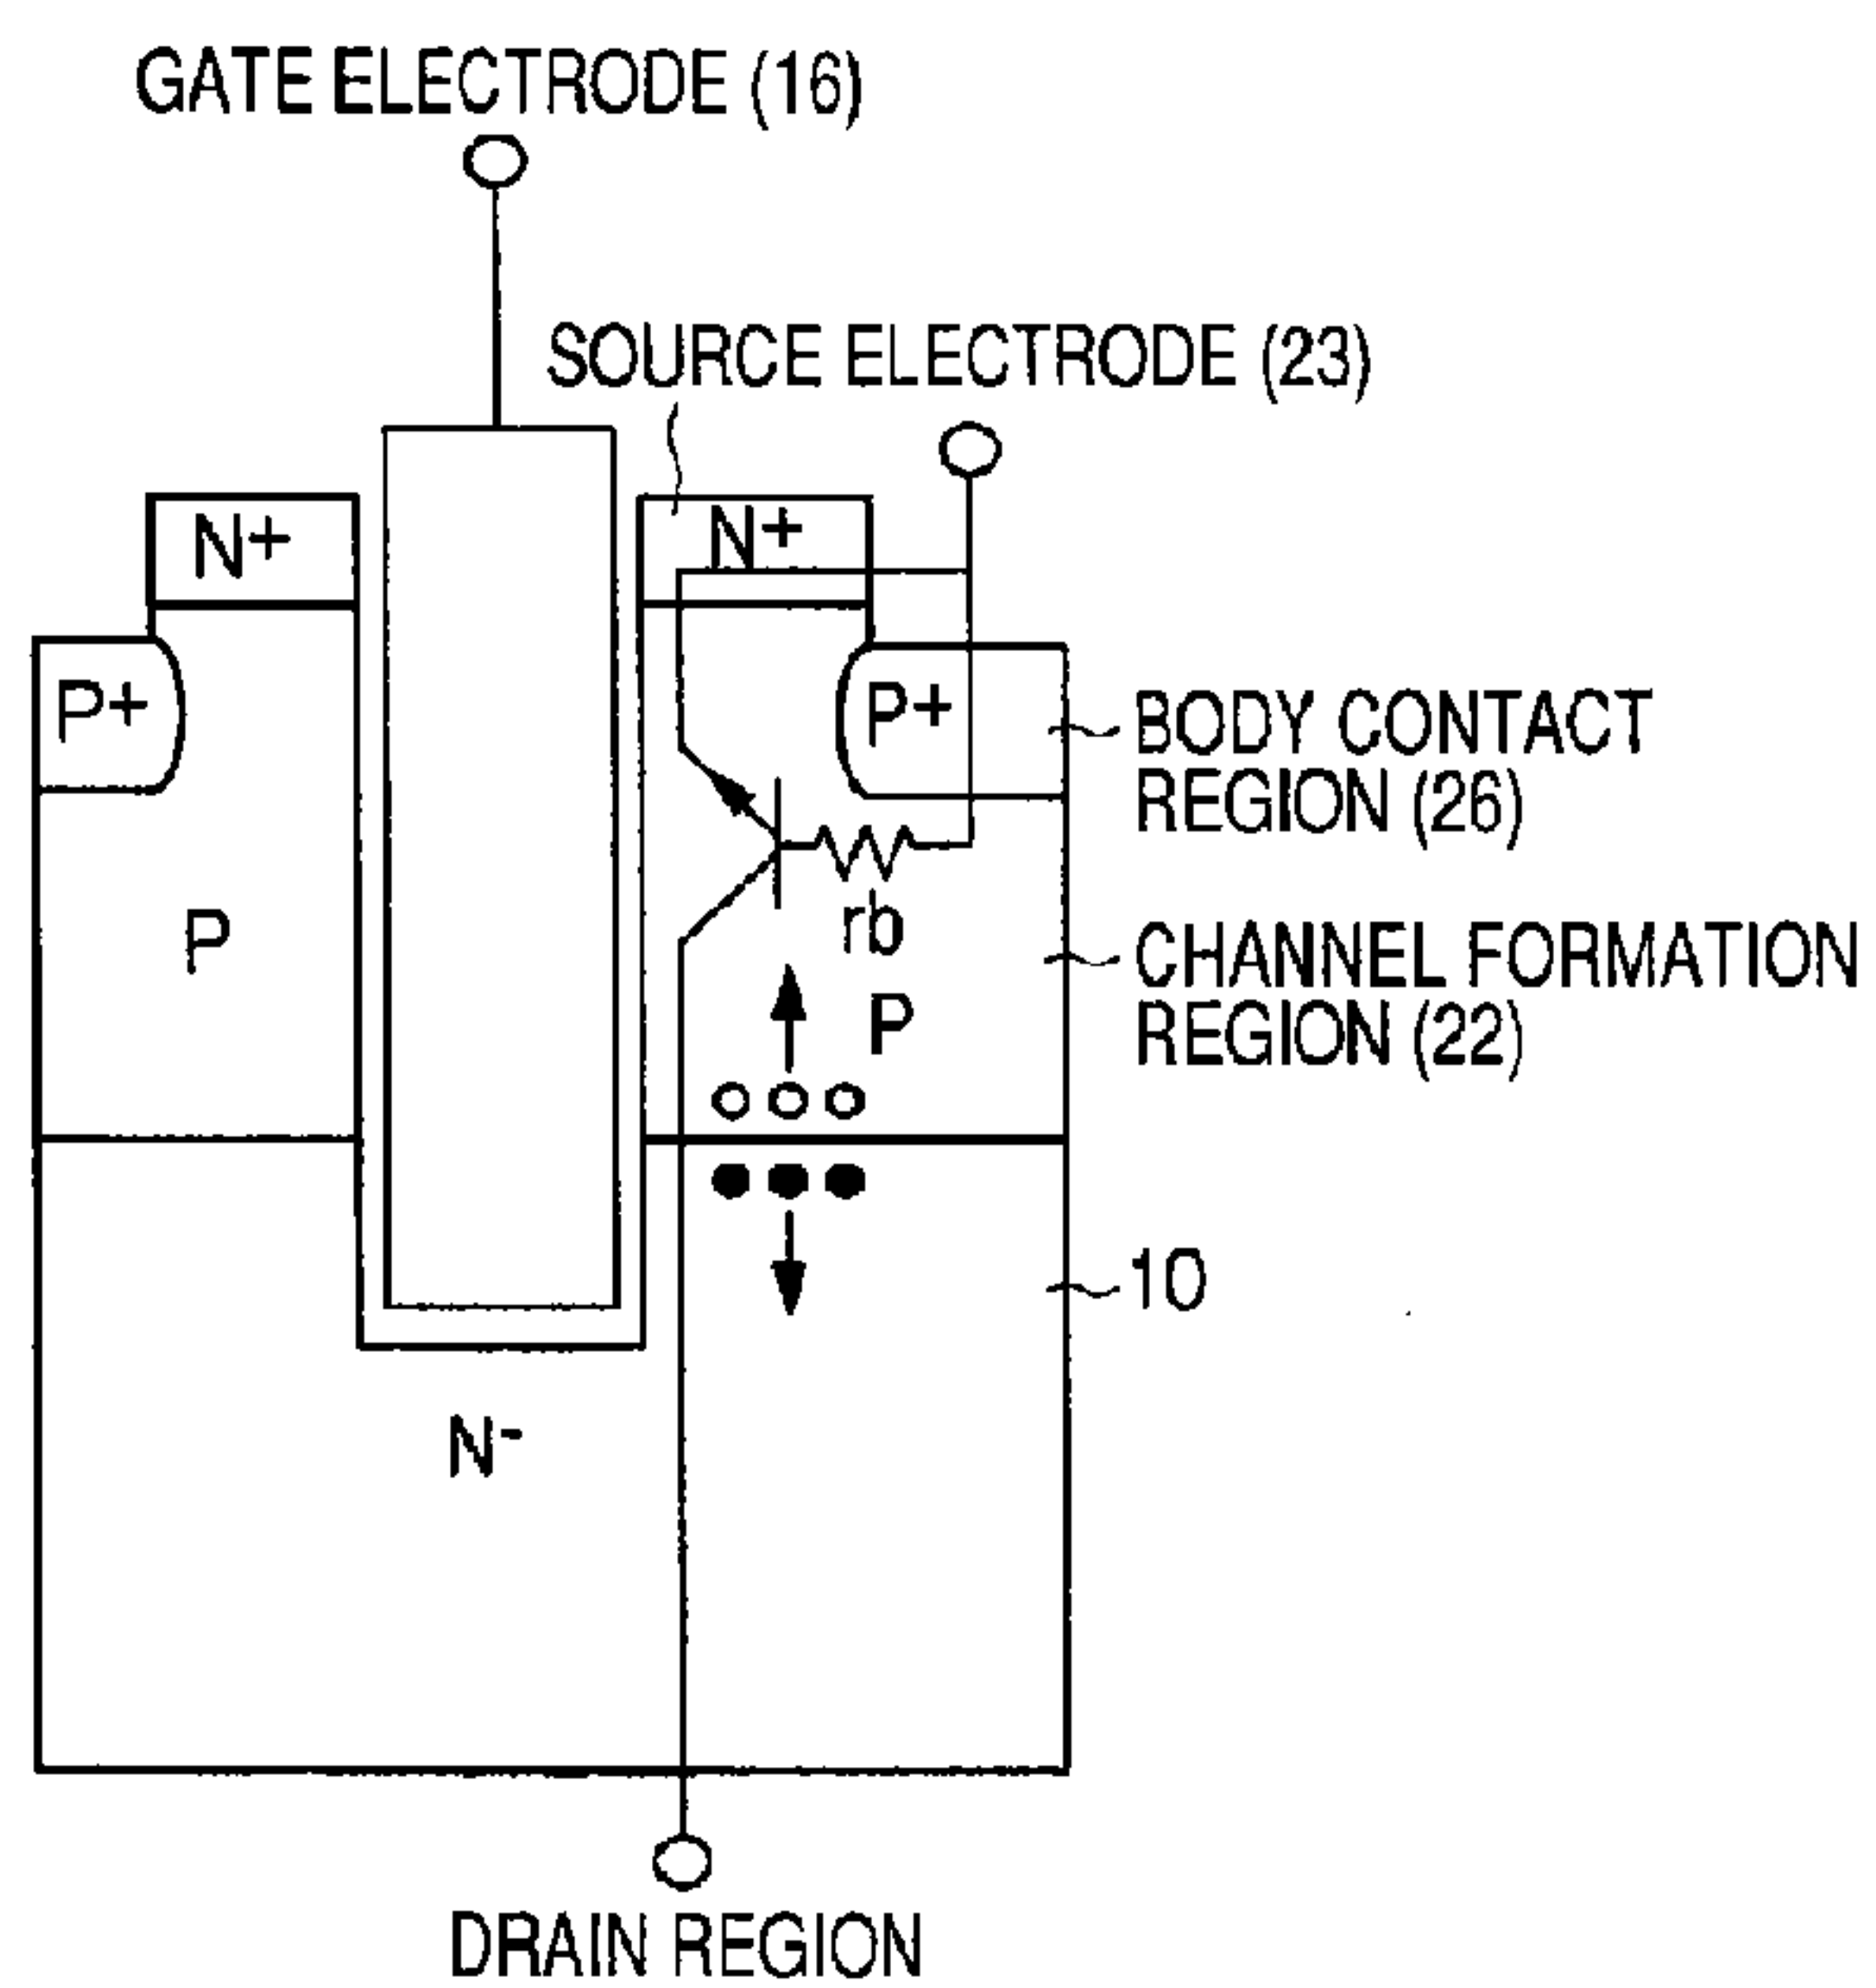 GATE ELECTRODE (16)
SOURCE ELECTRODE (23)
N+
N+
P+
P+
BODY CONTACT
REGION (26)
P
rb
CHANNEL FORMATION
REGION (22)
P
10
N-
DRAIN REGION